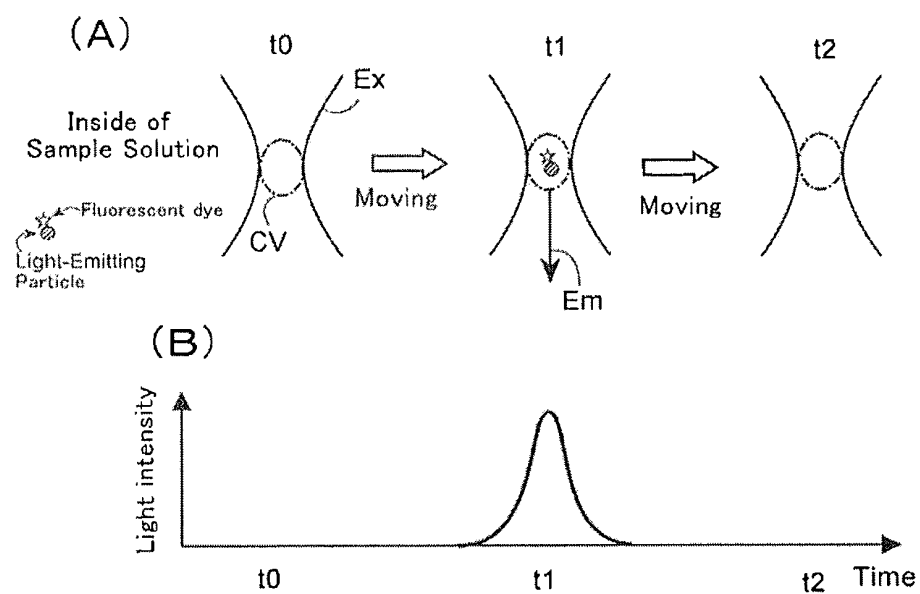 (A)
t0
t1
t2
Ex
Inside of
Sample Solution
Moving
Moving
Fluorescent dye
CV
Light-Emitting
Particle
Em
(B)
Light intensity
t0
t1
t2
Time